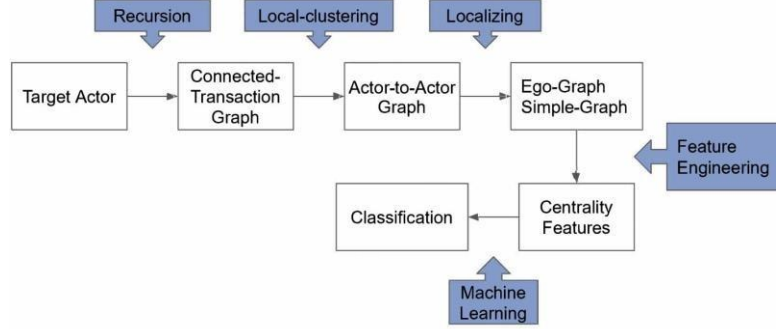 Recursion
Local-clustering
Localizing
Target Actor
Connected-
Transaction
Graph
Actor-to-Actor
Graph
Ego-Graph
Simple-Graph
Feature
Engineering
Classification
Centrality
Features
Machine
Learning